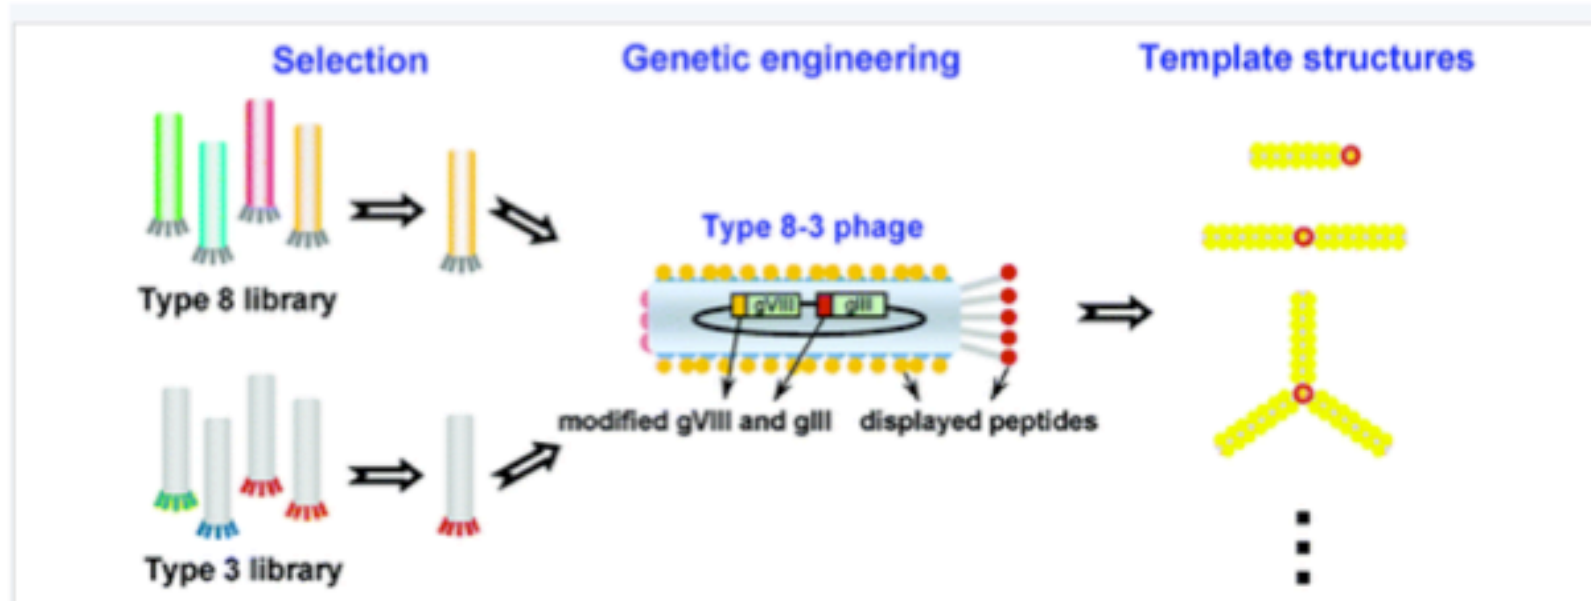 Selection
Genetic engineering
Template structures
Type 8 library
Type 8-3 phage
gVIII
gIII
modified gVIII and gIII
displayed peptides
Type 3 library